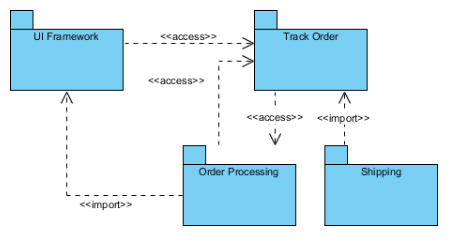 UI Framework
<<access>>
Track Order
<<access>>
<<access>>
<<import>>
Order Processing
Shipping
<<import>>